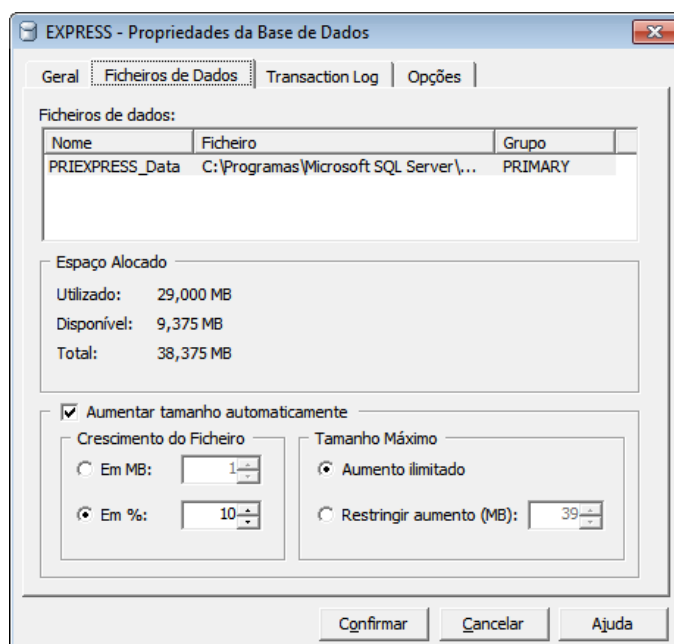 EXPRESS - Propriedades da Base de Dados
Geral Ficheiros de Dados Transaction Log Opções
Ficheiros de dados:
Nome Ficheiro Grupo
PRIEXPRESS_Data C:\Programas\Microsoft SQL Server\... PRIMARY
Espaço Alocado
Utilizado: 29,000 MB
Disponível: 9,375 MB
Total: 38,375 MB
Aumentar tamanho automaticamente
Crescimento do Ficheiro Tamanho Máximo
Em MB: 1 Aumento ilimitado
Em %: 10 Restringir aumento (MB): 39
Confirmar Cancelar Ajuda